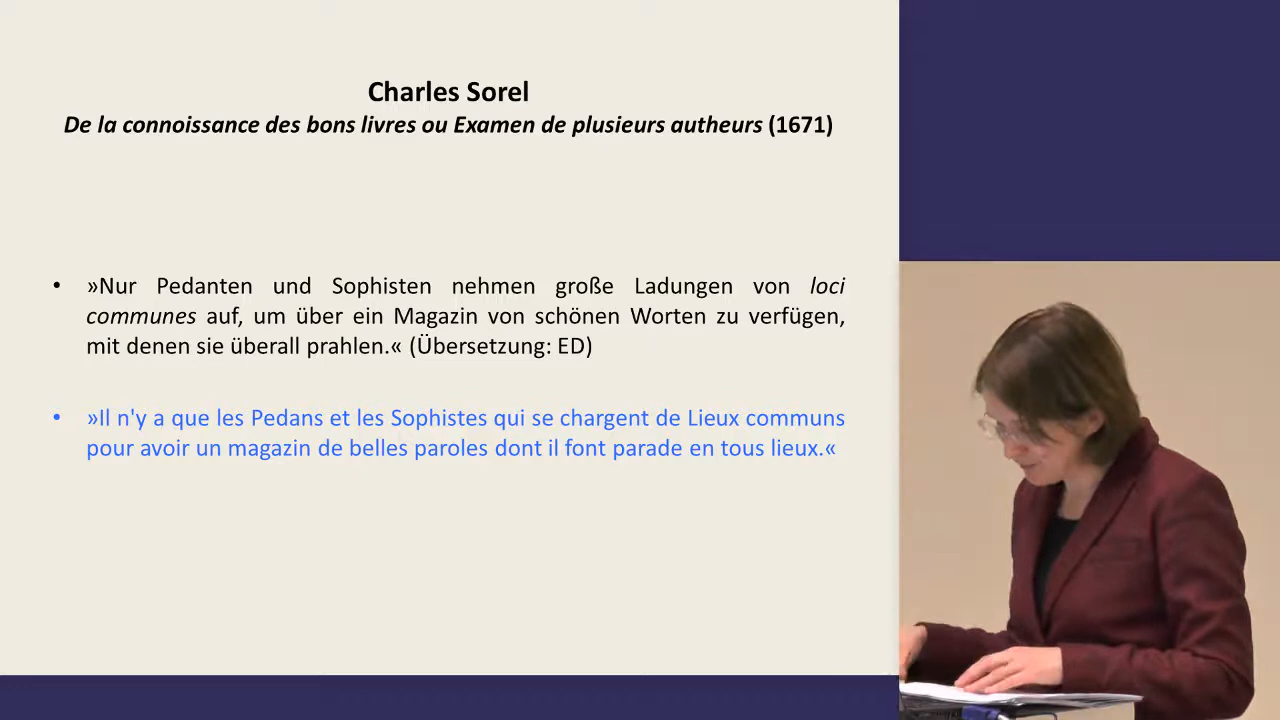 Charles Sorel
De la connoissance des bons livres ou Examen de plusieurs autheurs (1671)
• »Nur Pedanten und Sophisten nehmen große Ladungen von loci
communes auf, um über ein Magazin von schönen Worten zu verfügen,
mit denen sie überall prahlen.« (Übersetzung: ED)
• »Il n'y a que les Pedans et les Sophistes qui se chargent de Lieux communs
pour avoir un magazin de belles paroles dont il font parade en tous lieux.«